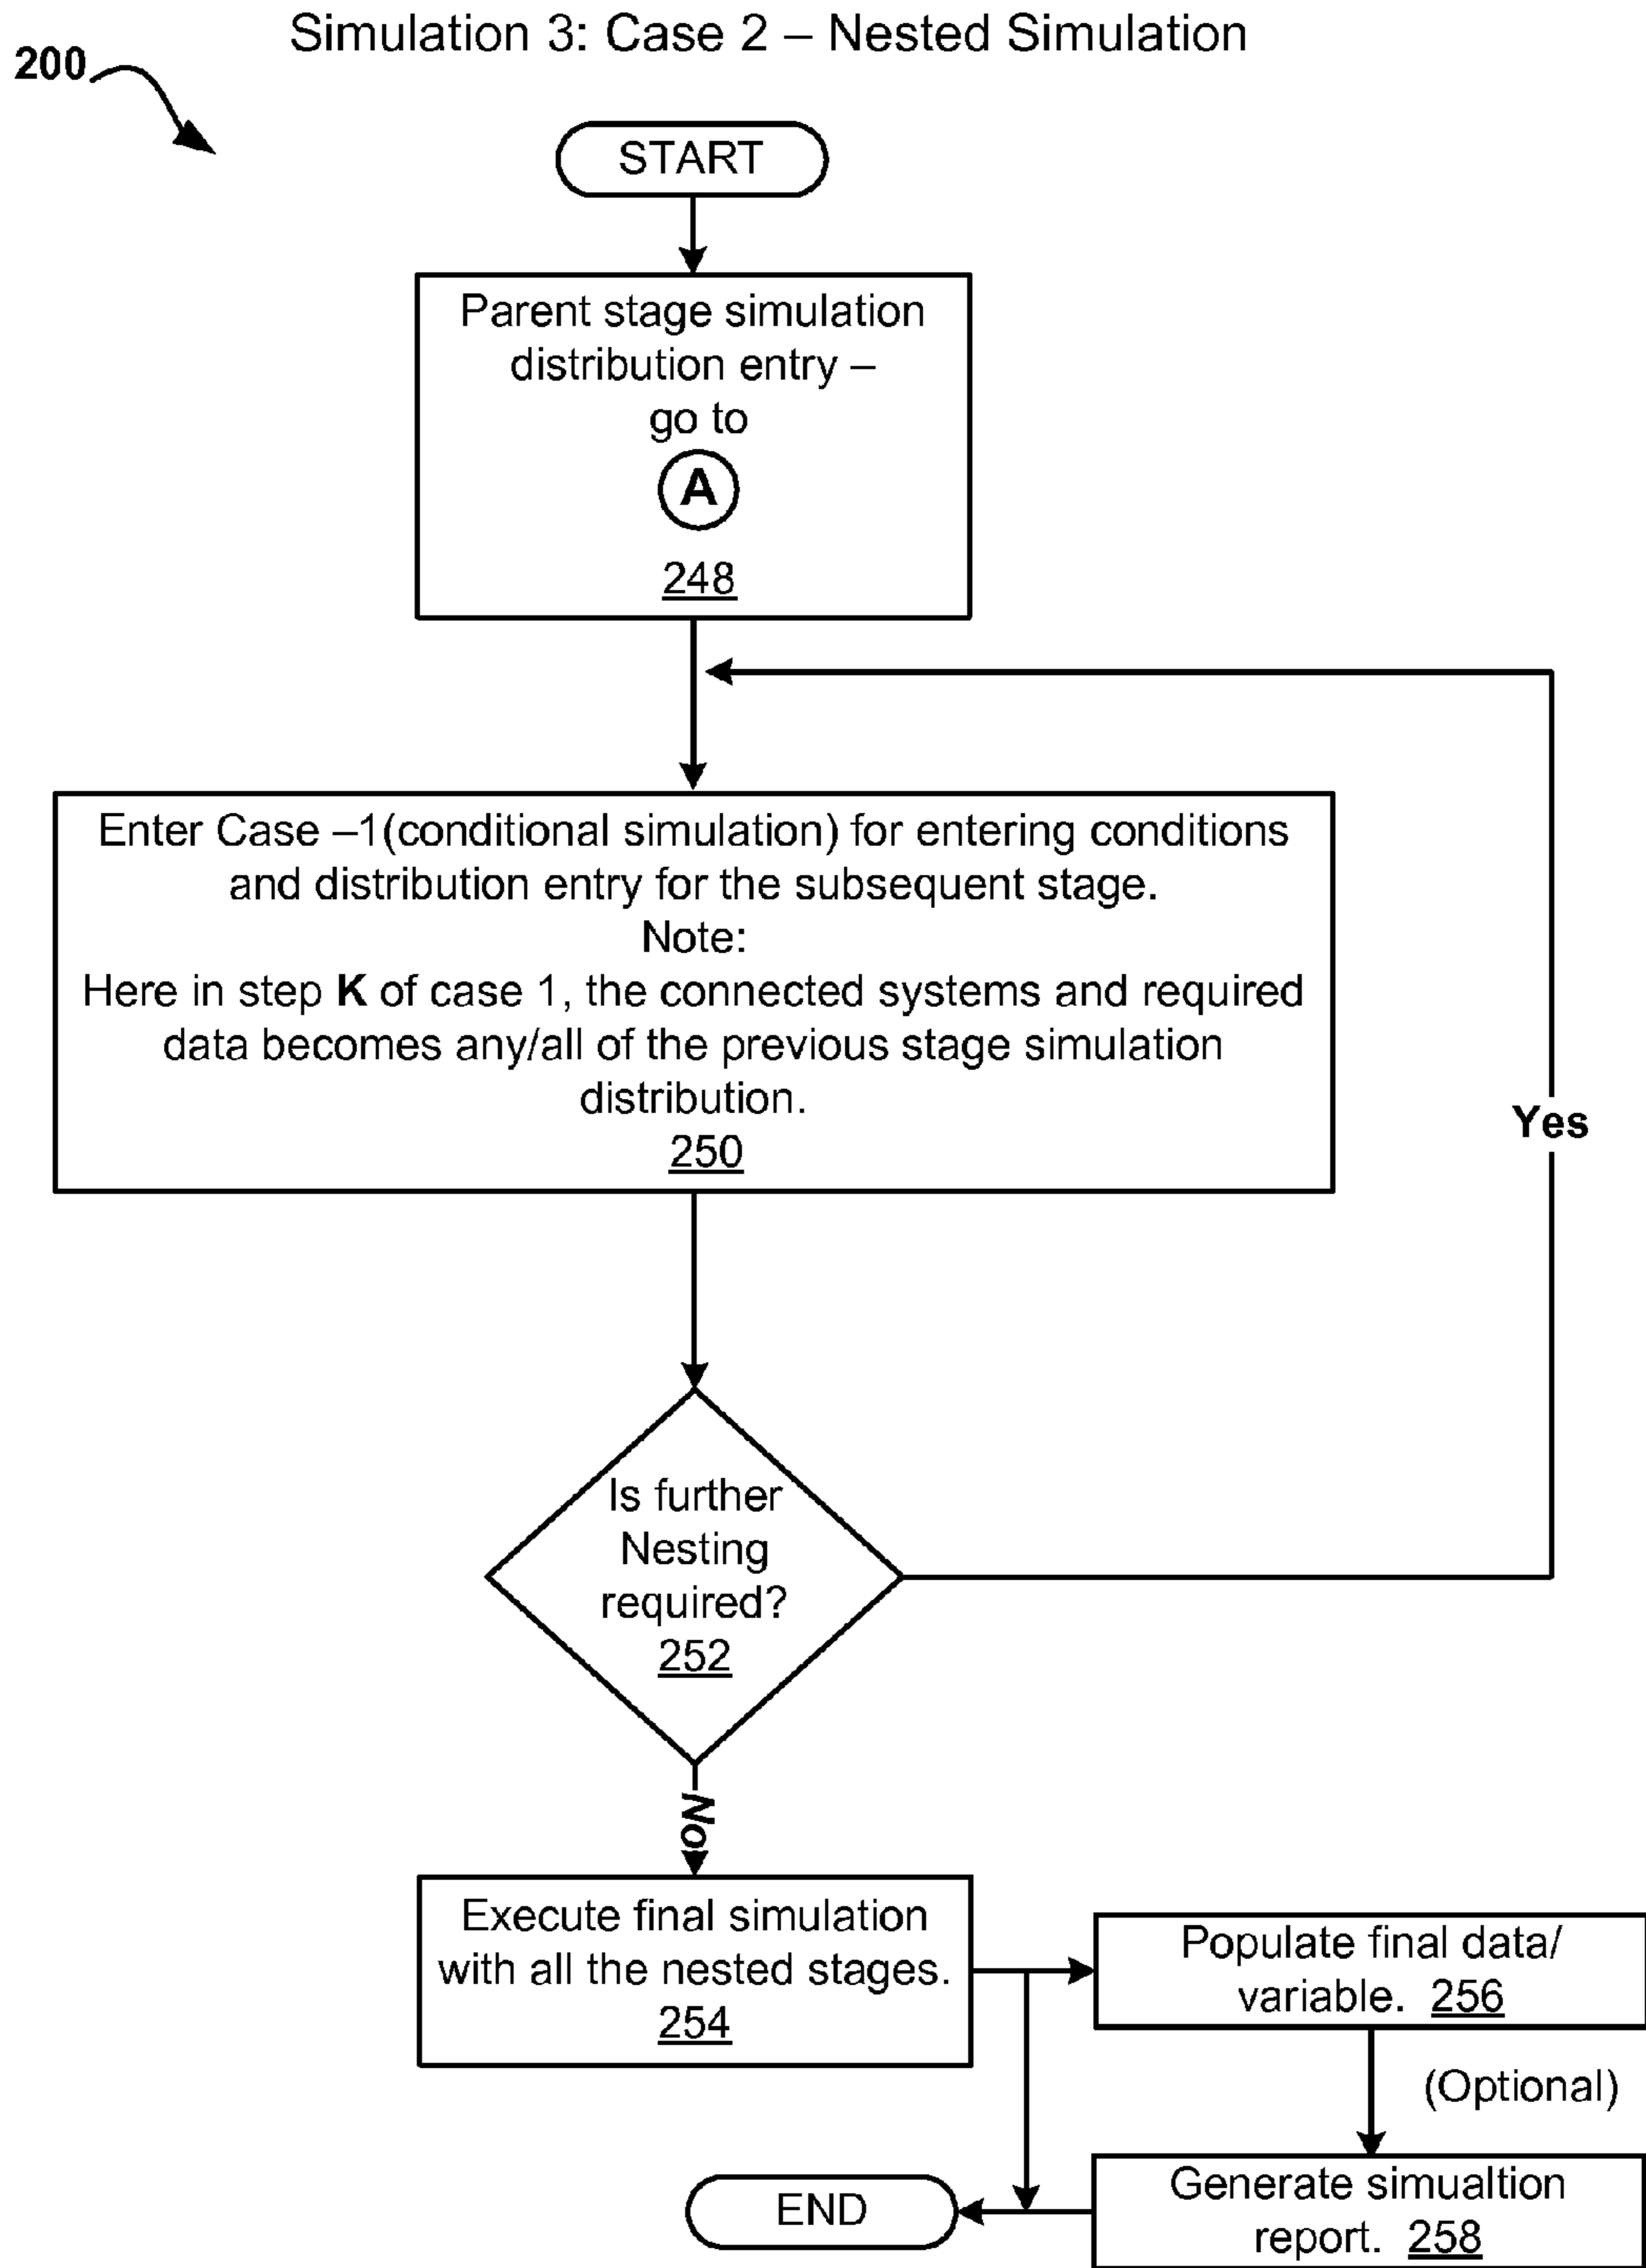 Simulation 3: Case 2 – Nested Simulation
200
START
Parent stage simulation
distribution entry –
go to
A
248
Enter Case –1(conditional simulation) for entering conditions
and distribution entry for the subsequent stage.
Note:
Here in step K of case 1, the connected systems and required
data becomes any/all of the previous stage simulation
distribution.
250
Yes
Is further
Nesting
required?
252
No
Execute final simulation
with all the nested stages.
254
Populate final data/
variable. 256
(Optional)
Generate simualtion
report. 258
END